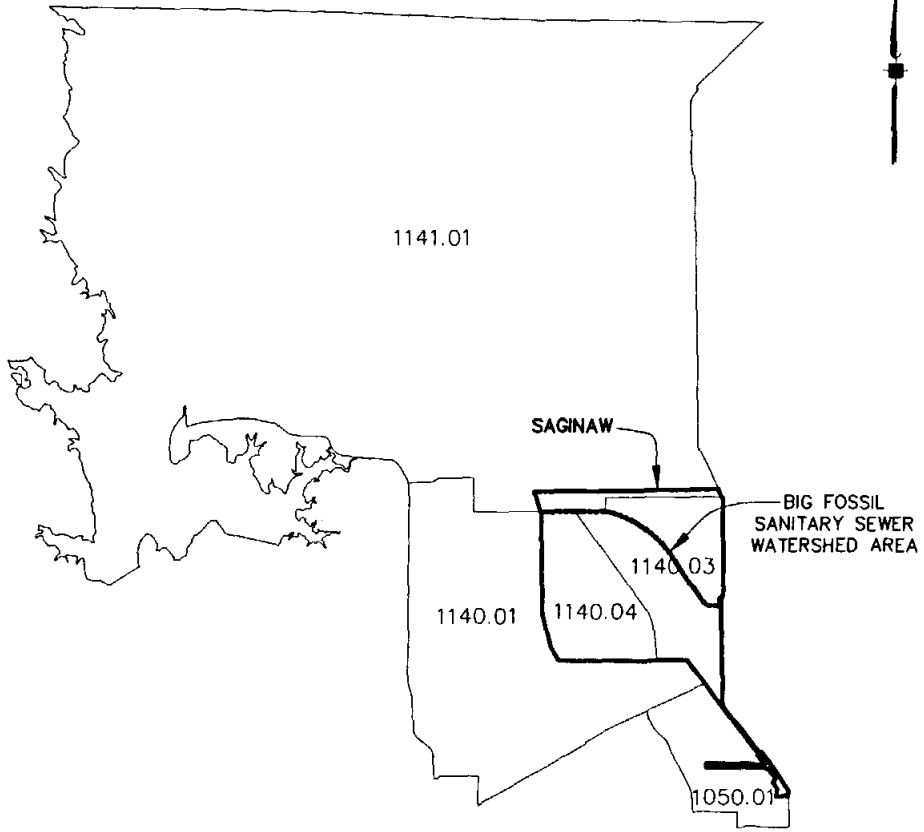 1141.01
SAGINAW
BIG FOSSIL
SANITARY SEWER
WATERSHED AREA
1140.03
1140.01
1140.04
1050.01